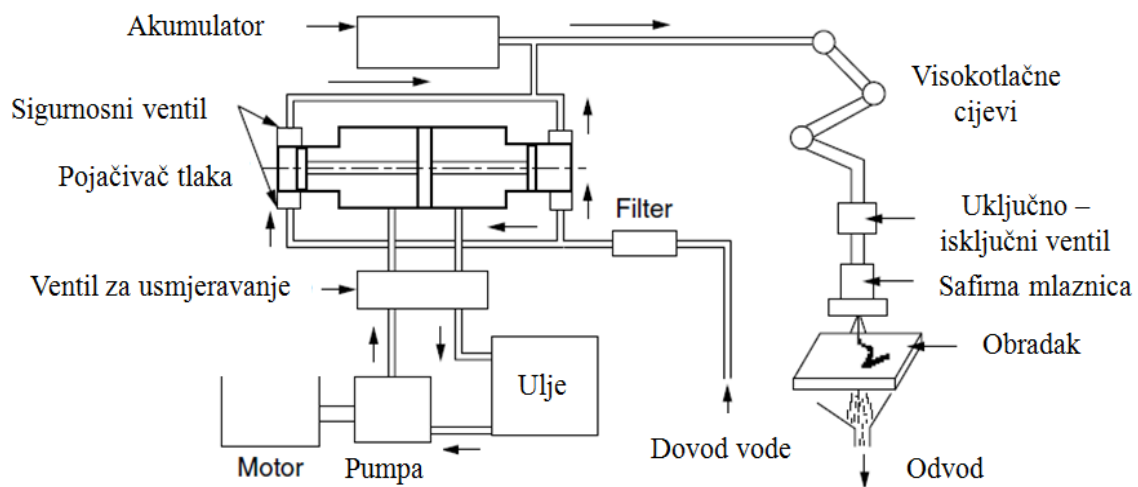 Akumulator
Sigurnosni ventil
Pojačivač tlaka
Visokotlačne
cijevi
Filter
Uključno –
isključni ventil
Ventil za usmjeravanje
Safirna mlaznica
Obradak
Ulje
Motor
Pumpa
Dovod vode
Odvod